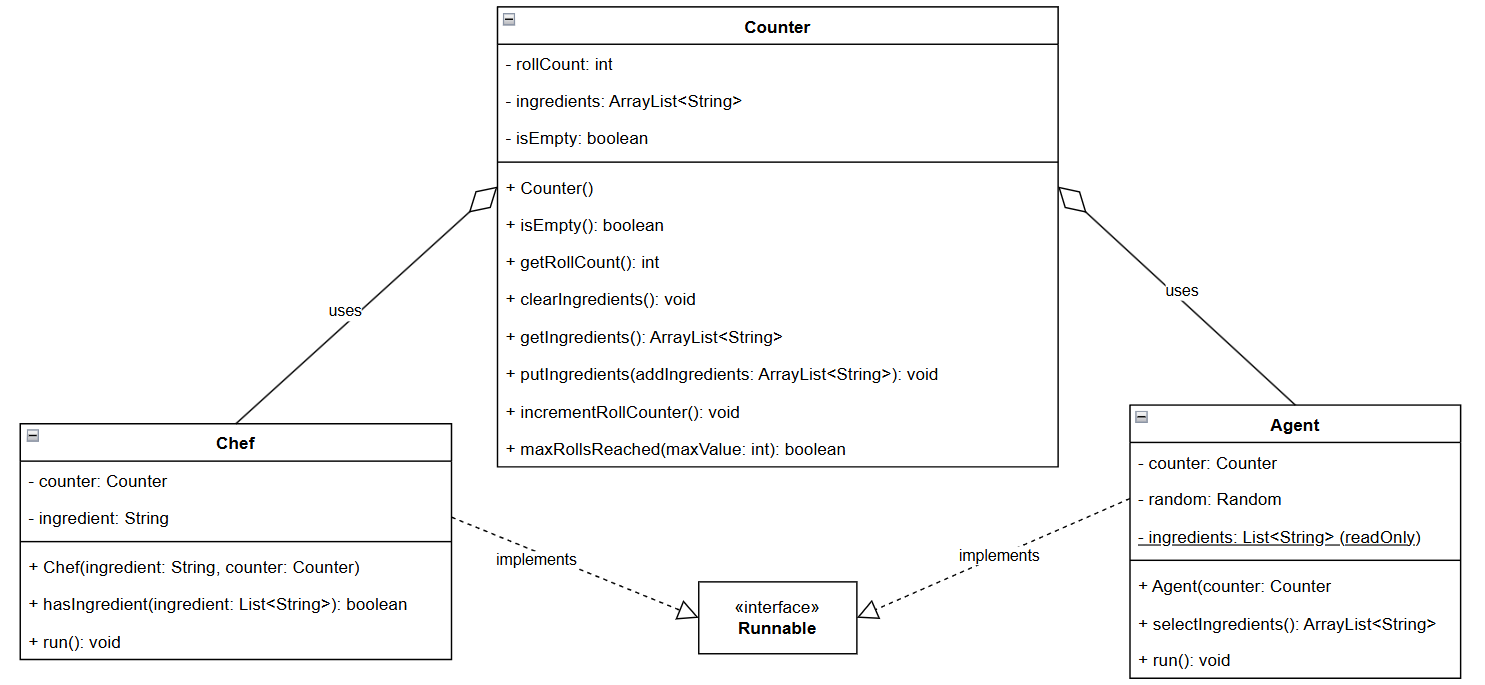 Counter
- rollCount: int
- ingredients: ArrayList<String>
- isEmpty: boolean
+ Counter()
+ isEmpty(): boolean
+ getRollCount(): int
+ clearIngredients(): void
+ getIngredients(): ArrayList<String>
+ putIngredients(addIngredients: ArrayList<String>): void
+ incrementRollCounter(): void
+ maxRollsReached(maxValue: int): boolean
uses
uses
Chef
- counter: Counter
- ingredient: String
+ Chef(ingredient: String, counter: Counter)
+ hasIngredient(ingredient: List<String>): boolean
+ run(): void
implements
«interface»
Runnable
implements
Agent
- counter: Counter
- random: Random
- ingredients: List<String> (readOnly)
+ Agent(counter: Counter
+ selectIngredients(): ArrayList<String>
+ run(): void